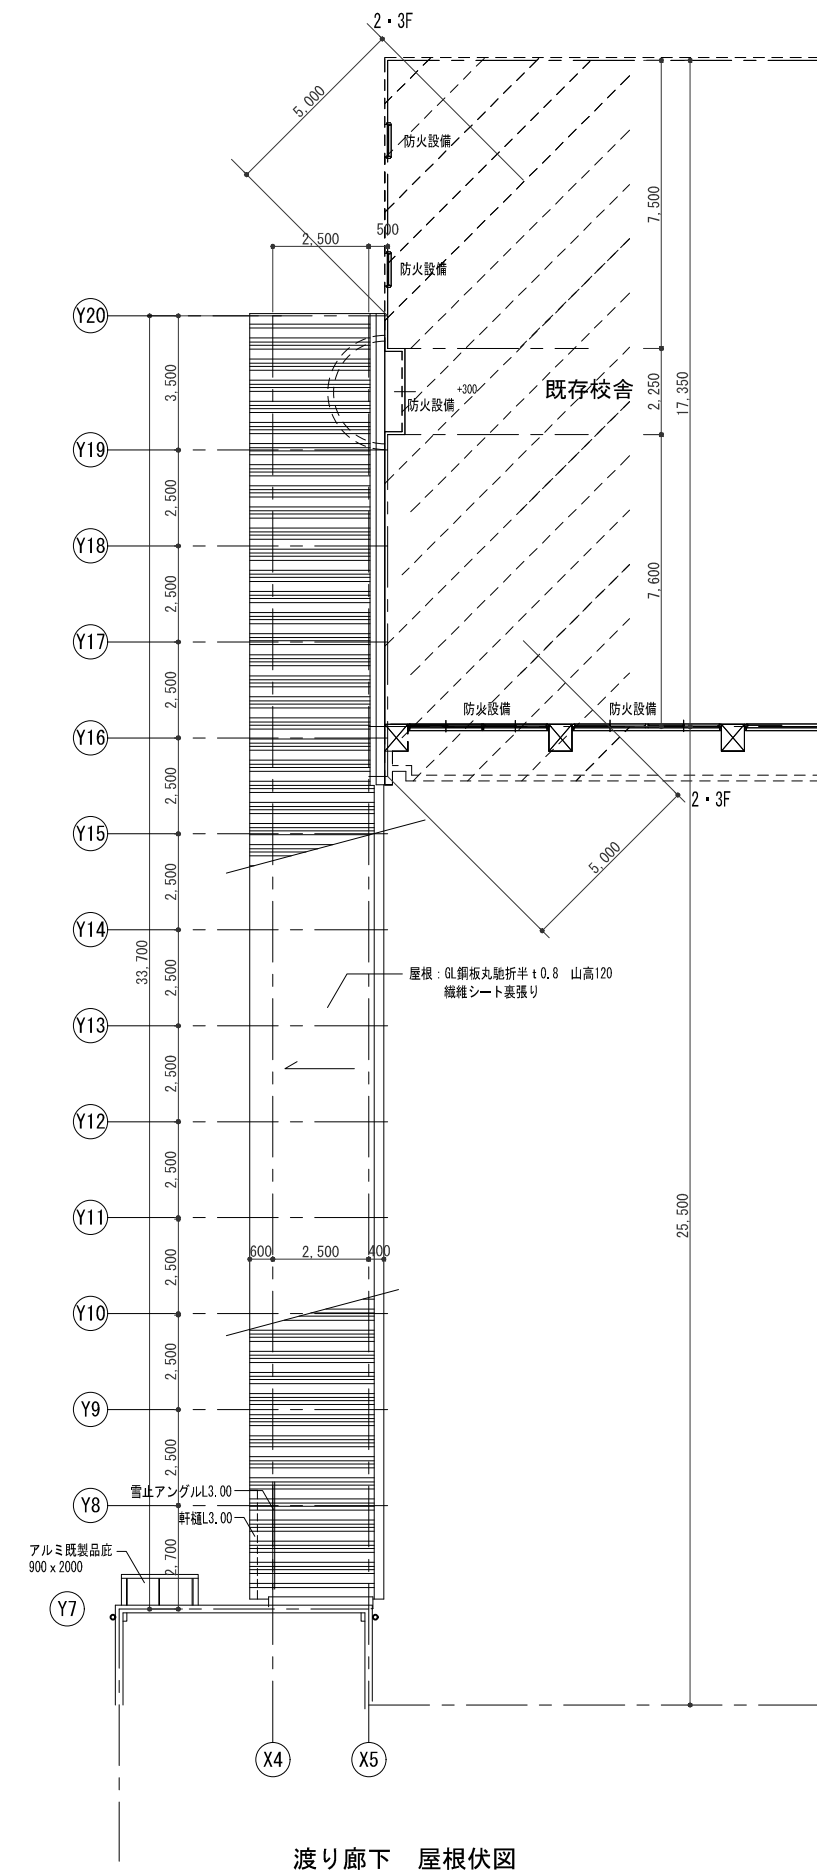 2・3F
5,000
防火設備
7,500
500
2,500
防火設備
Y20
3,500
既存校舎
+300
防火設備
2,250
17,350
Y19
2,500
Y18
2,500
7,600
Y17
2,500
防火設備
防火設備
Y16
2,500
2・3F
Y15
5,000
2,500
Y14
33,700
2,500
屋根：GL鋼板丸馳折半 t0.8　山高120
繊維シート裏張り
Y13
2,500
Y12
2,500
Y11
25,500
600
2,500
400
2,500
Y10
2,500
Y9
2,500
雪止アングルL3.00
Y8
軒樋L3.00
アルミ既製品庇
900 x 2000
2,700
Y7
X4
X5
渡り廊下　屋根伏図